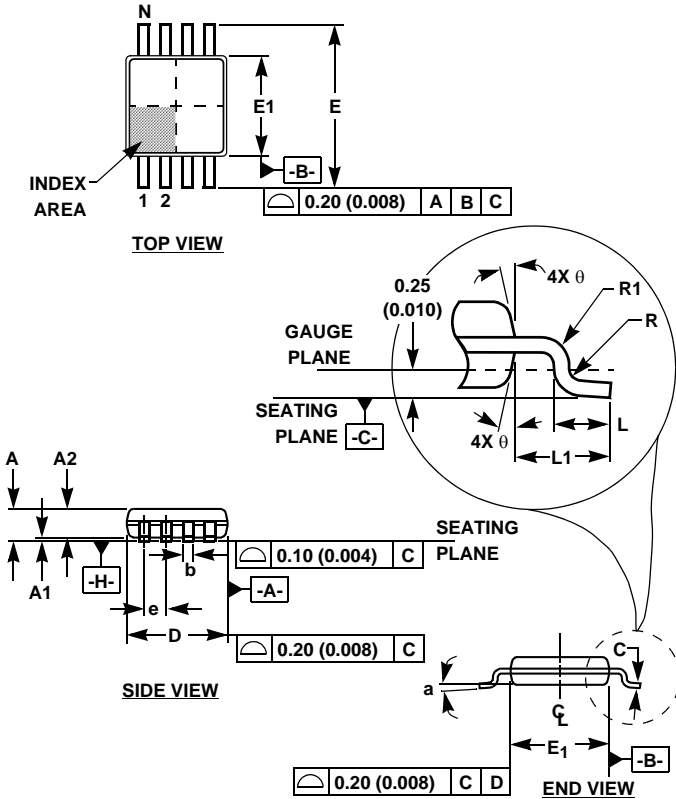 N
E1
E
-B-
INDEX
AREA
1 2
0.20 (0.008) A B C
TOP VIEW
0.25
(0.010)
4X θ
R1
R
GAUGE
PLANE
SEATING
PLANE
-C-
4X θ
L
L1
A A2
SEATING
PLANE
A1
-H-
b
0.10 (0.004) C
-A-
e
D
0.20 (0.008) C
SIDE VIEW
C
a
CL
E1
-B-
0.20 (0.008) C D
END VIEW